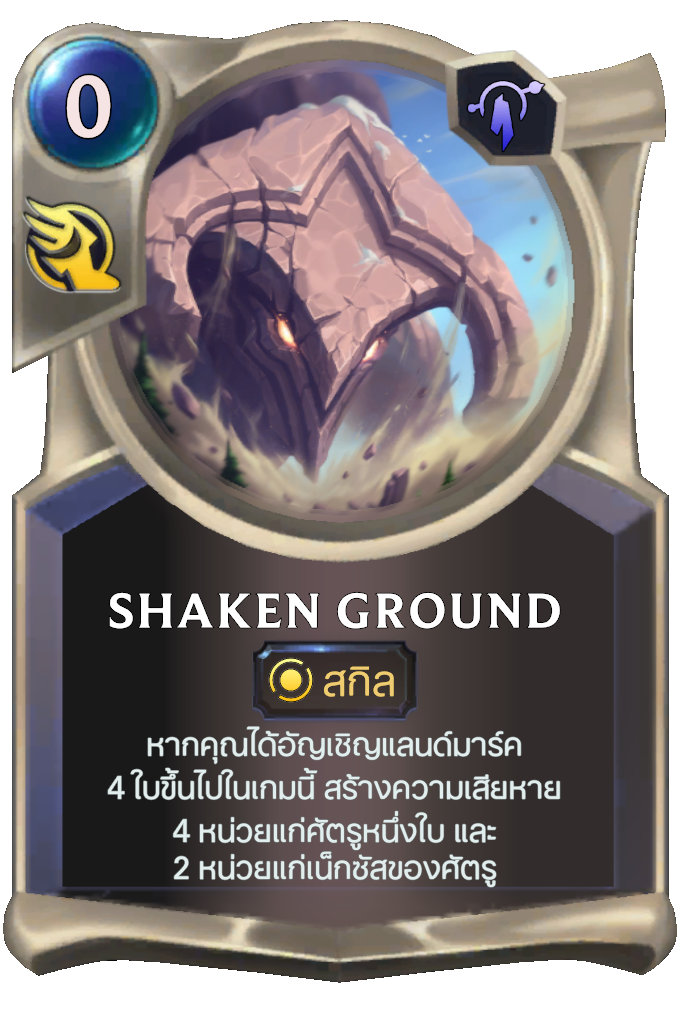 0
SHAKEN GROUND
สกิล
หากคุณได้อัญเชิญแลนด์มาร์ค
4 ใบขึ้นไปในเกมนี้ สร้างความเสียหาย
4 หน่วยแก่ศัตรูหนึ่งใบ และ
2 หน่วยแก่เน็กซัสของศัตรู